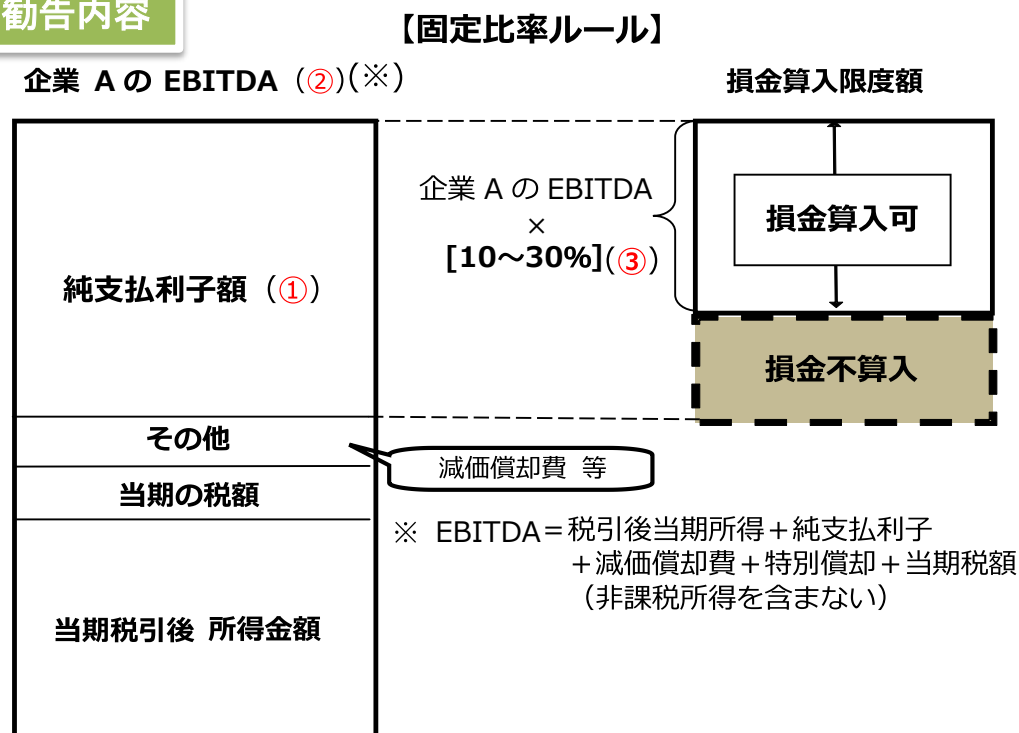 勧告内容
【固定比率ルール】
企業 A の EBITDA（②）（※）
損金算入限度額
企業 A の EBITDA
×
[10～30%]（③）
損金算入可
純支払利子額（①）
損金不算入
その他
減価償却費 等
当期の税額
※ EBITDA＝税引後当期所得＋純支払利子
＋減価償却費＋特別償却＋当期税額
（非課税所得を含まない）
当期税引後 所得金額